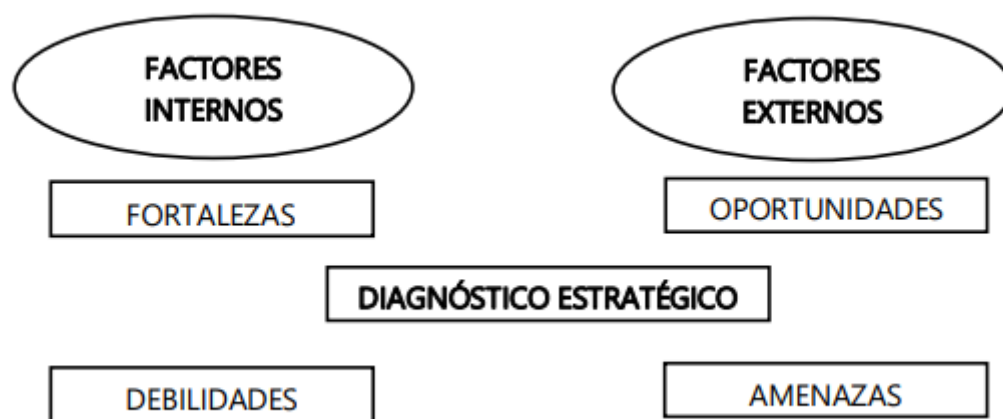 FACTORES
INTERNOS
FACTORES
EXTERNOS
FORTALEZAS
OPORTUNIDADES
DIAGNÓSTICO ESTRATÉGICO
DEBILIDADES
AMENAZAS